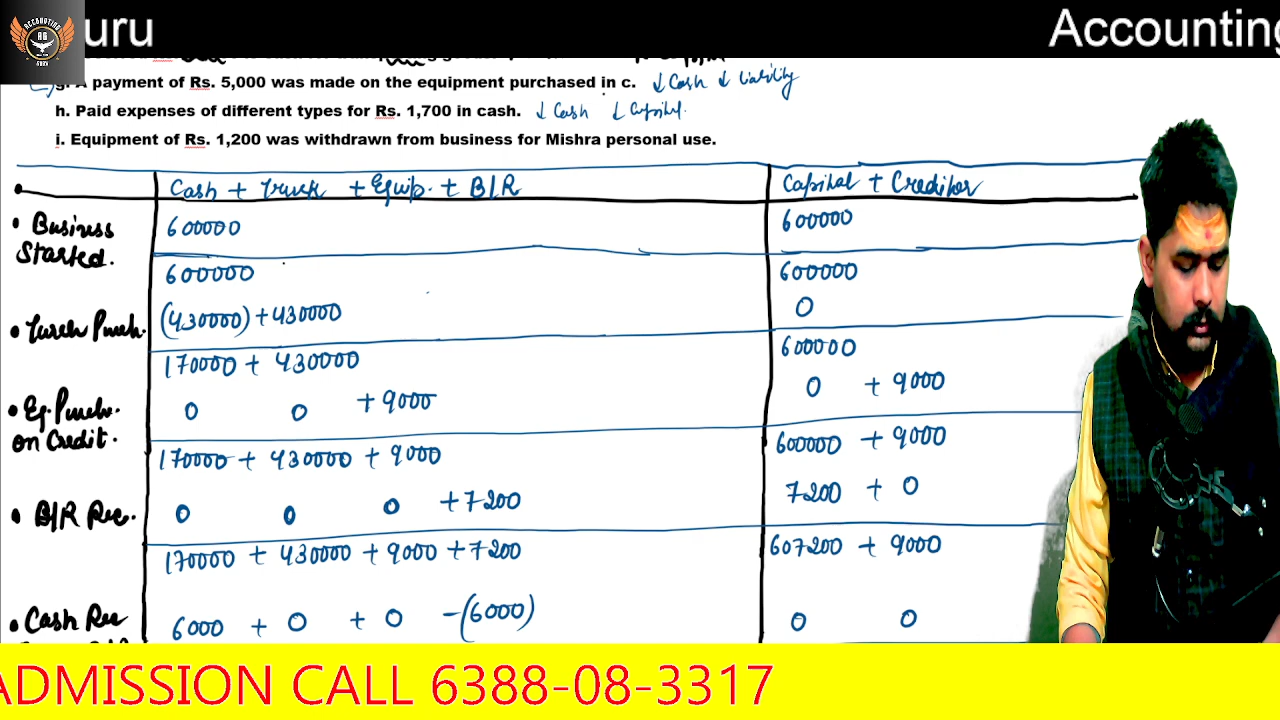 ACCOUNTING
AG
GURU
uru
Accounting
g. A payment of Rs. 5,000 was made on the equipment purchased in c. ↓ Cash ↓ liability
h. Paid expenses of different types for Rs. 1,700 in cash. ↓ Cash ↓ Capital.
i. Equipment of Rs. 1,200 was withdrawn from business for Mishra personal use.
Cash + Truck + Equip. + B/R Capital + Creditor
• Business 600000 600000
Started.
600000 600000
• Purch. (430000) + 430000 0
170000 + 430000 600000
• Eq. Purch. 0 0 + 9000 0 + 9000
on Credit.
170000 + 430000 + 9000 600000 + 9000
• B/R Rec. 0 0 0 + 7200 7200 + 0
170000 + 430000 + 9000 + 7200 607200 + 9000
• Cash Rec 6000 + 0 + 0 -(6000) 0 0
ADMISSION CALL 6388-08-3317